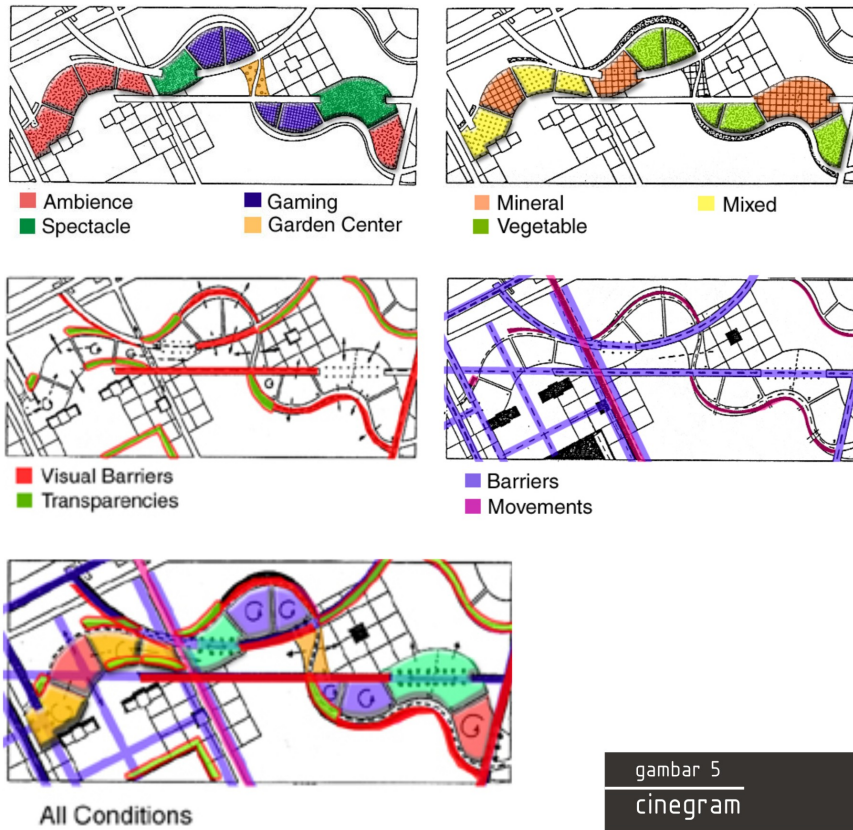 Ambience
Gaming
Spectacle
Garden Center
Mineral
Mixed
Vegetable
Visual Barriers
Transparencies
Barriers
Movements
All Conditions
gambar 5
cinegram